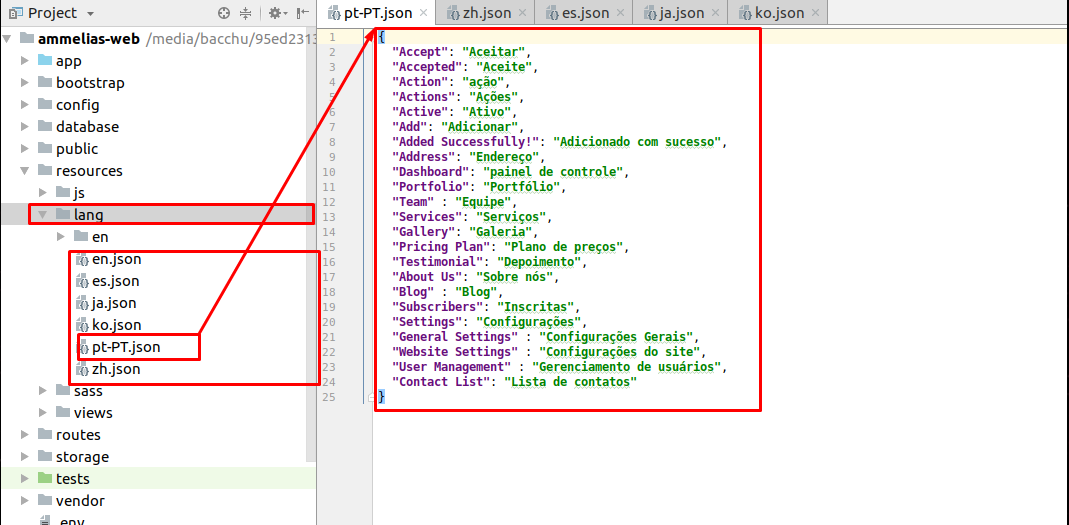 Project
pt-PT.json
zh.json
es.json
ja.json
ko.json
ammelias-web /media/bacchu/95ed2313
app
bootstrap
config
database
public
resources
js
lang
en
en.json
es.json
ja.json
ko.json
pt-PT.json
zh.json
sass
views
routes
storage
tests
vendor
.env
1 {
2 "Accept": "Aceitar",
3 "Accepted": "Aceite",
4 "Action": "ação",
5 "Actions": "Ações",
6 "Active": "Ativo",
7 "Add": "Adicionar",
8 "Added Successfully!": "Adicionado com sucesso",
9 "Address": "Endereço",
10 "Dashboard": "painel de controle",
11 "Portfolio": "Portfólio",
12 "Team" : "Equipe",
13 "Services": "Serviços",
14 "Gallery": "Galeria",
15 "Pricing Plan": "Plano de preços",
16 "Testimonial": "Depoimento",
17 "About Us": "Sobre nós",
18 "Blog" : "Blog",
19 "Subscribers": "Inscritas",
20 "Settings": "Configurações",
21 "General Settings" : "Configurações Gerais",
22 "Website Settings" : "Configurações do site",
23 "User Management" : "Gerenciamento de usuários",
24 "Contact List": "Lista de contatos"
25 }